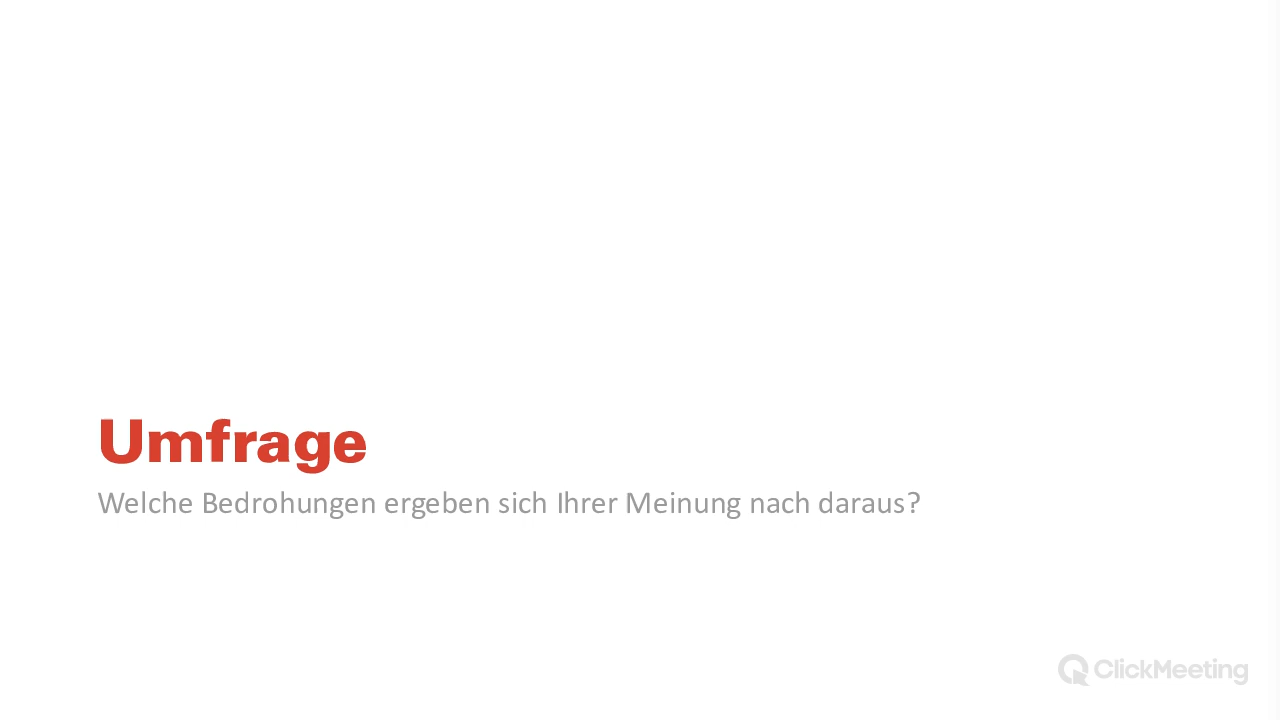 Umfrage
Welche Bedrohungen ergeben sich Ihrer Meinung nach daraus?
ClickMeeting